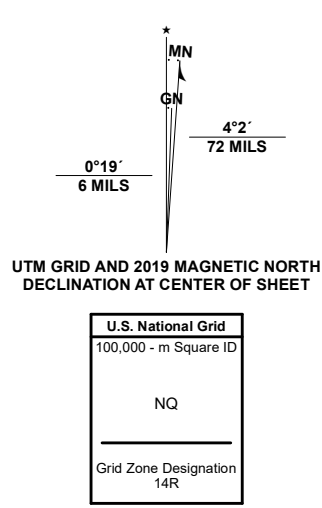 ★
MN
GN
4°2´
72 MILS
0°19´
6 MILS
UTM GRID AND 2019 MAGNETIC NORTH
DECLINATION AT CENTER OF SHEET
U.S. National Grid
100,000 - m Square ID
NQ
Grid Zone Designation
14R